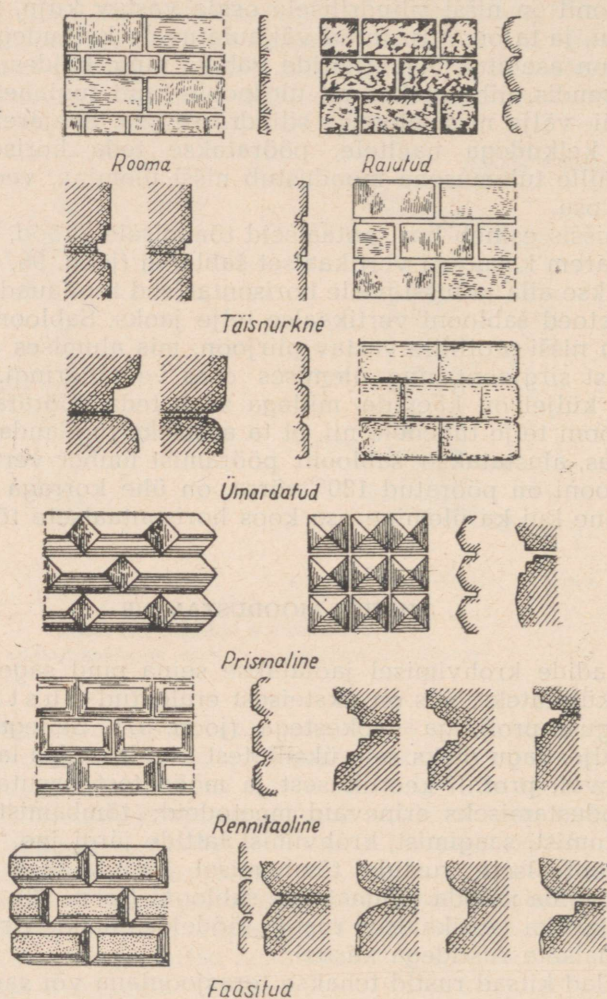 Rooma
Raiutud
Täisnurkne
Ümardatud
Prismaline
Rennitaoline
Faasitud